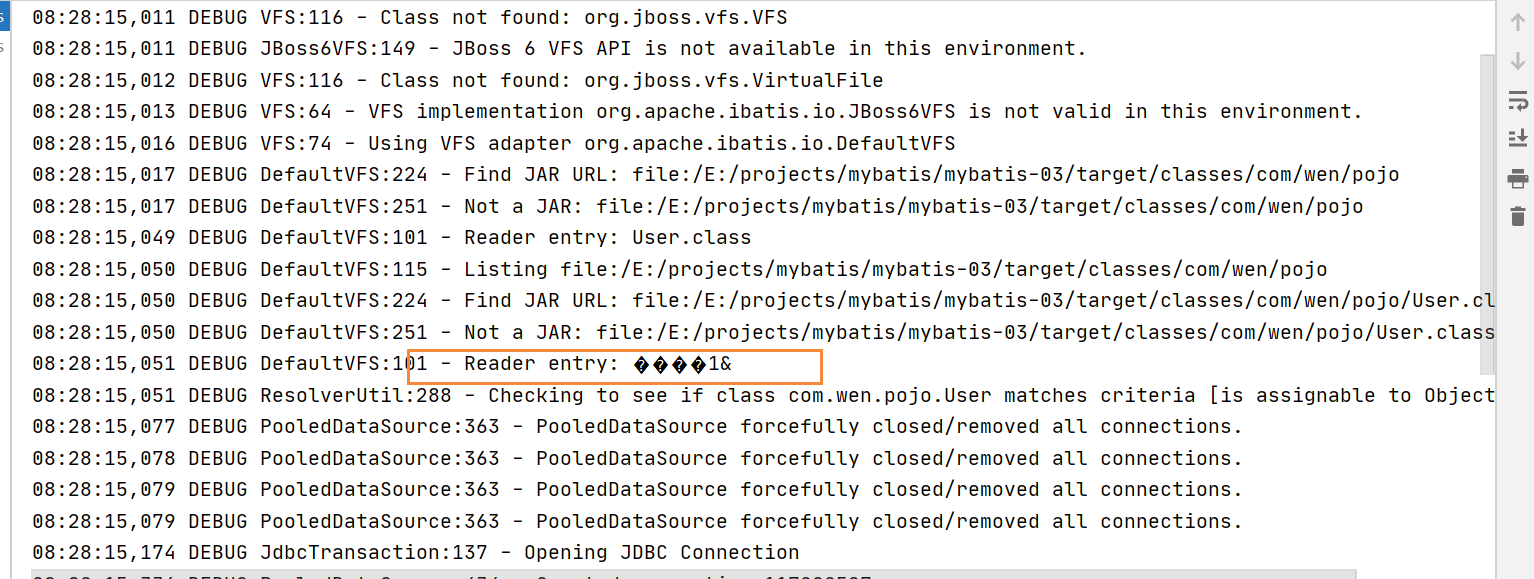 08:28:15,011 DEBUG VFS:116 - Class not found: org.jboss.vfs.VFS
08:28:15,011 DEBUG JBoss6VFS:149 - JBoss 6 VFS API is not available in this environment.
08:28:15,012 DEBUG VFS:116 - Class not found: org.jboss.vfs.VirtualFile
08:28:15,013 DEBUG VFS:64 - VFS implementation org.apache.ibatis.io.JBoss6VFS is not valid in this environment.
08:28:15,016 DEBUG VFS:74 - Using VFS adapter org.apache.ibatis.io.DefaultVFS
08:28:15,017 DEBUG DefaultVFS:224 - Find JAR URL: file:/E:/projects/mybatis/mybatis-03/target/classes/com/wen/pojo
08:28:15,017 DEBUG DefaultVFS:251 - Not a JAR: file:/E:/projects/mybatis/mybatis-03/target/classes/com/wen/pojo
08:28:15,049 DEBUG DefaultVFS:101 - Reader entry: User.class
08:28:15,050 DEBUG DefaultVFS:115 - Listing file:/E:/projects/mybatis/mybatis-03/target/classes/com/wen/pojo
08:28:15,050 DEBUG DefaultVFS:224 - Find JAR URL: file:/E:/projects/mybatis/mybatis-03/target/classes/com/wen/pojo/User.cl
08:28:15,050 DEBUG DefaultVFS:251 - Not a JAR: file:/E:/projects/mybatis/mybatis-03/target/classes/com/wen/pojo/User.class
08:28:15,051 DEBUG DefaultVFS:101 - Reader entry: ����1&
08:28:15,051 DEBUG ResolverUtil:288 - Checking to see if class com.wen.pojo.User matches criteria [is assignable to Object
08:28:15,077 DEBUG PooledDataSource:363 - PooledDataSource forcefully closed/removed all connections.
08:28:15,078 DEBUG PooledDataSource:363 - PooledDataSource forcefully closed/removed all connections.
08:28:15,079 DEBUG PooledDataSource:363 - PooledDataSource forcefully closed/removed all connections.
08:28:15,079 DEBUG PooledDataSource:363 - PooledDataSource forcefully closed/removed all connections.
08:28:15,174 DEBUG JdbcTransaction:137 - Opening JDBC Connection